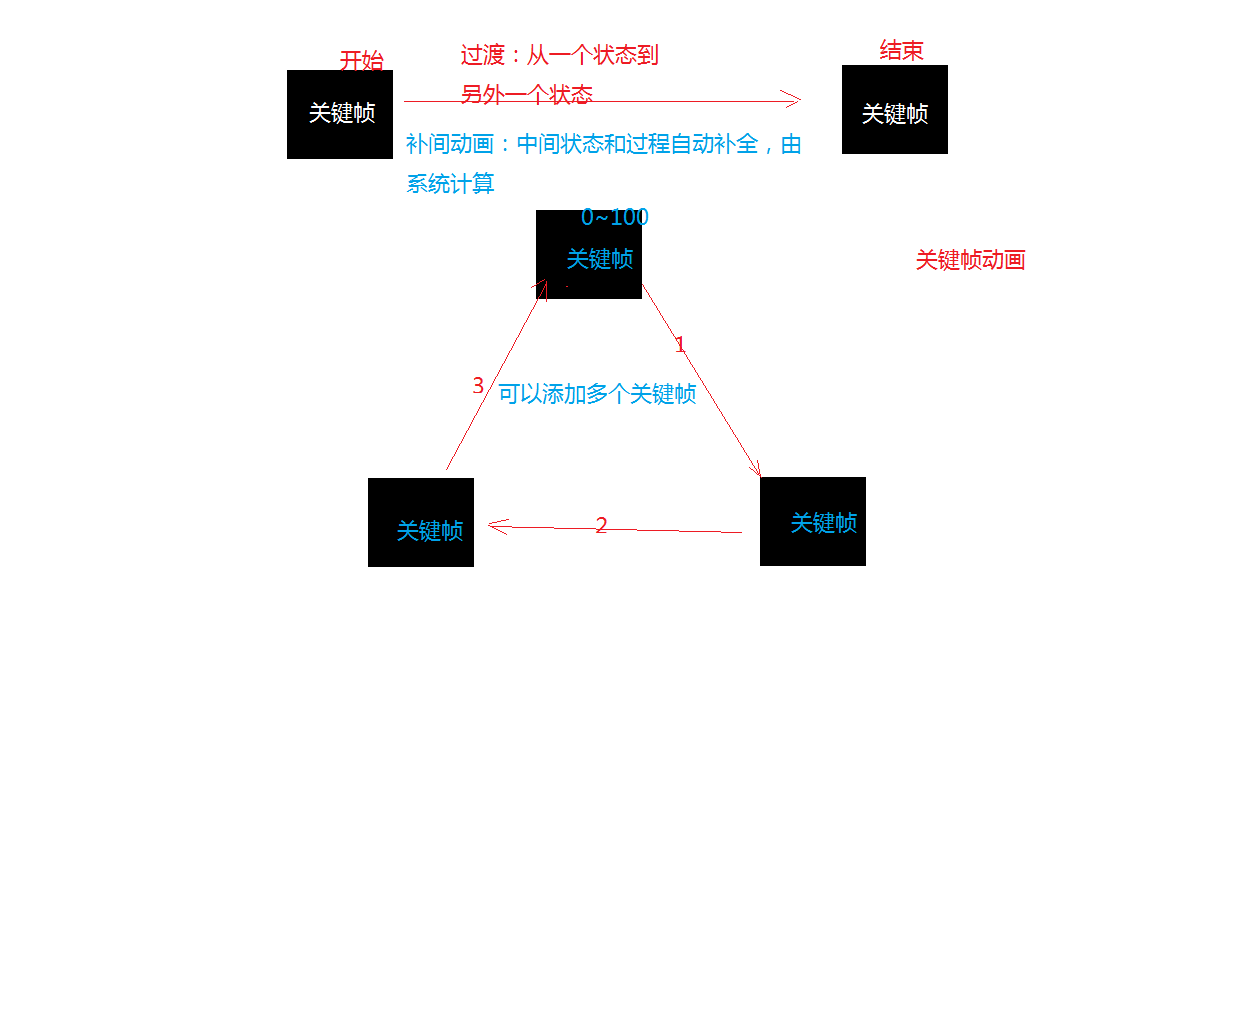 开始
过渡：从一个状态到
另外一个状态
结束
关键帧
关键帧
补间动画：中间状态和过程自动补全，由
系统计算
0~100
关键帧
关键帧动画
1
3
可以添加多个关键帧
关键帧
2
关键帧